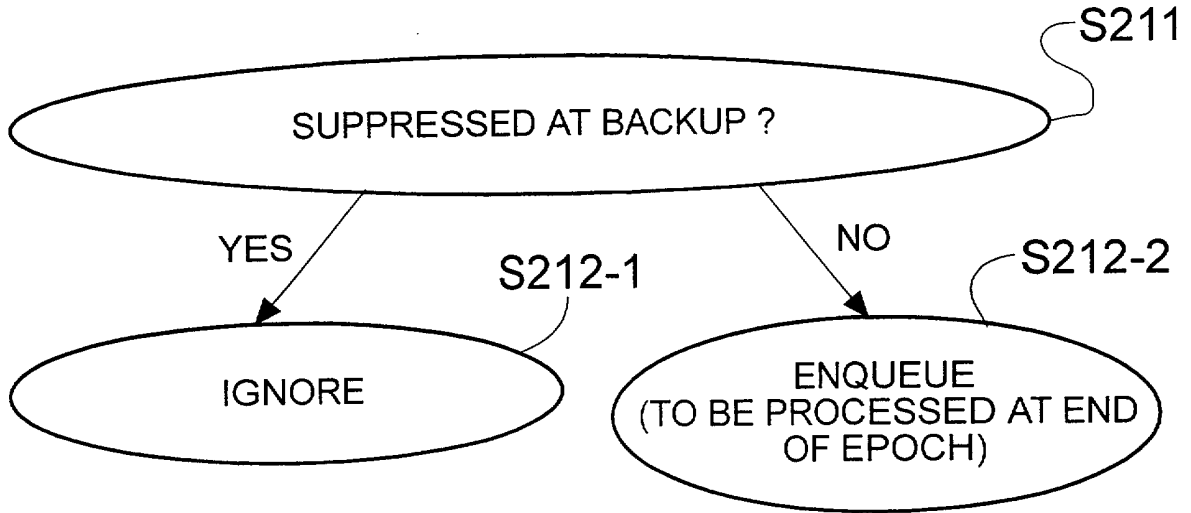 S211
SUPPRESSED AT BACKUP ?
YES
NO
S212-1
S212-2
IGNORE
ENQUEUE
(TO BE PROCESSED AT END
OF EPOCH)